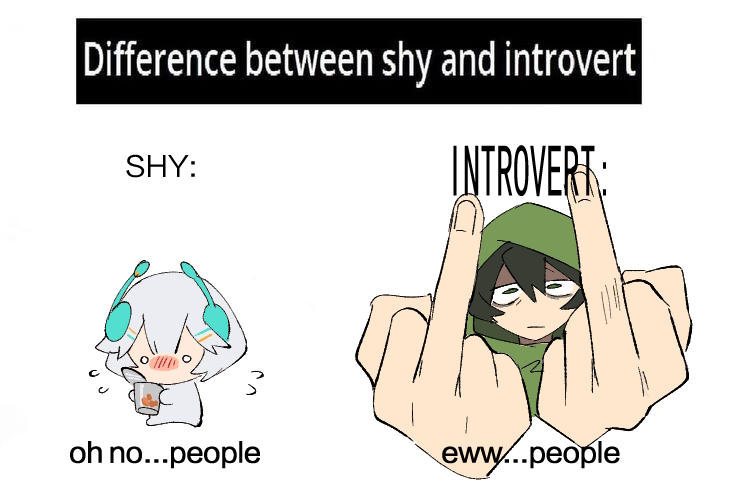 Difference between shy and introvert
SHY:
INTROVERT:
oh no...people
eww...people